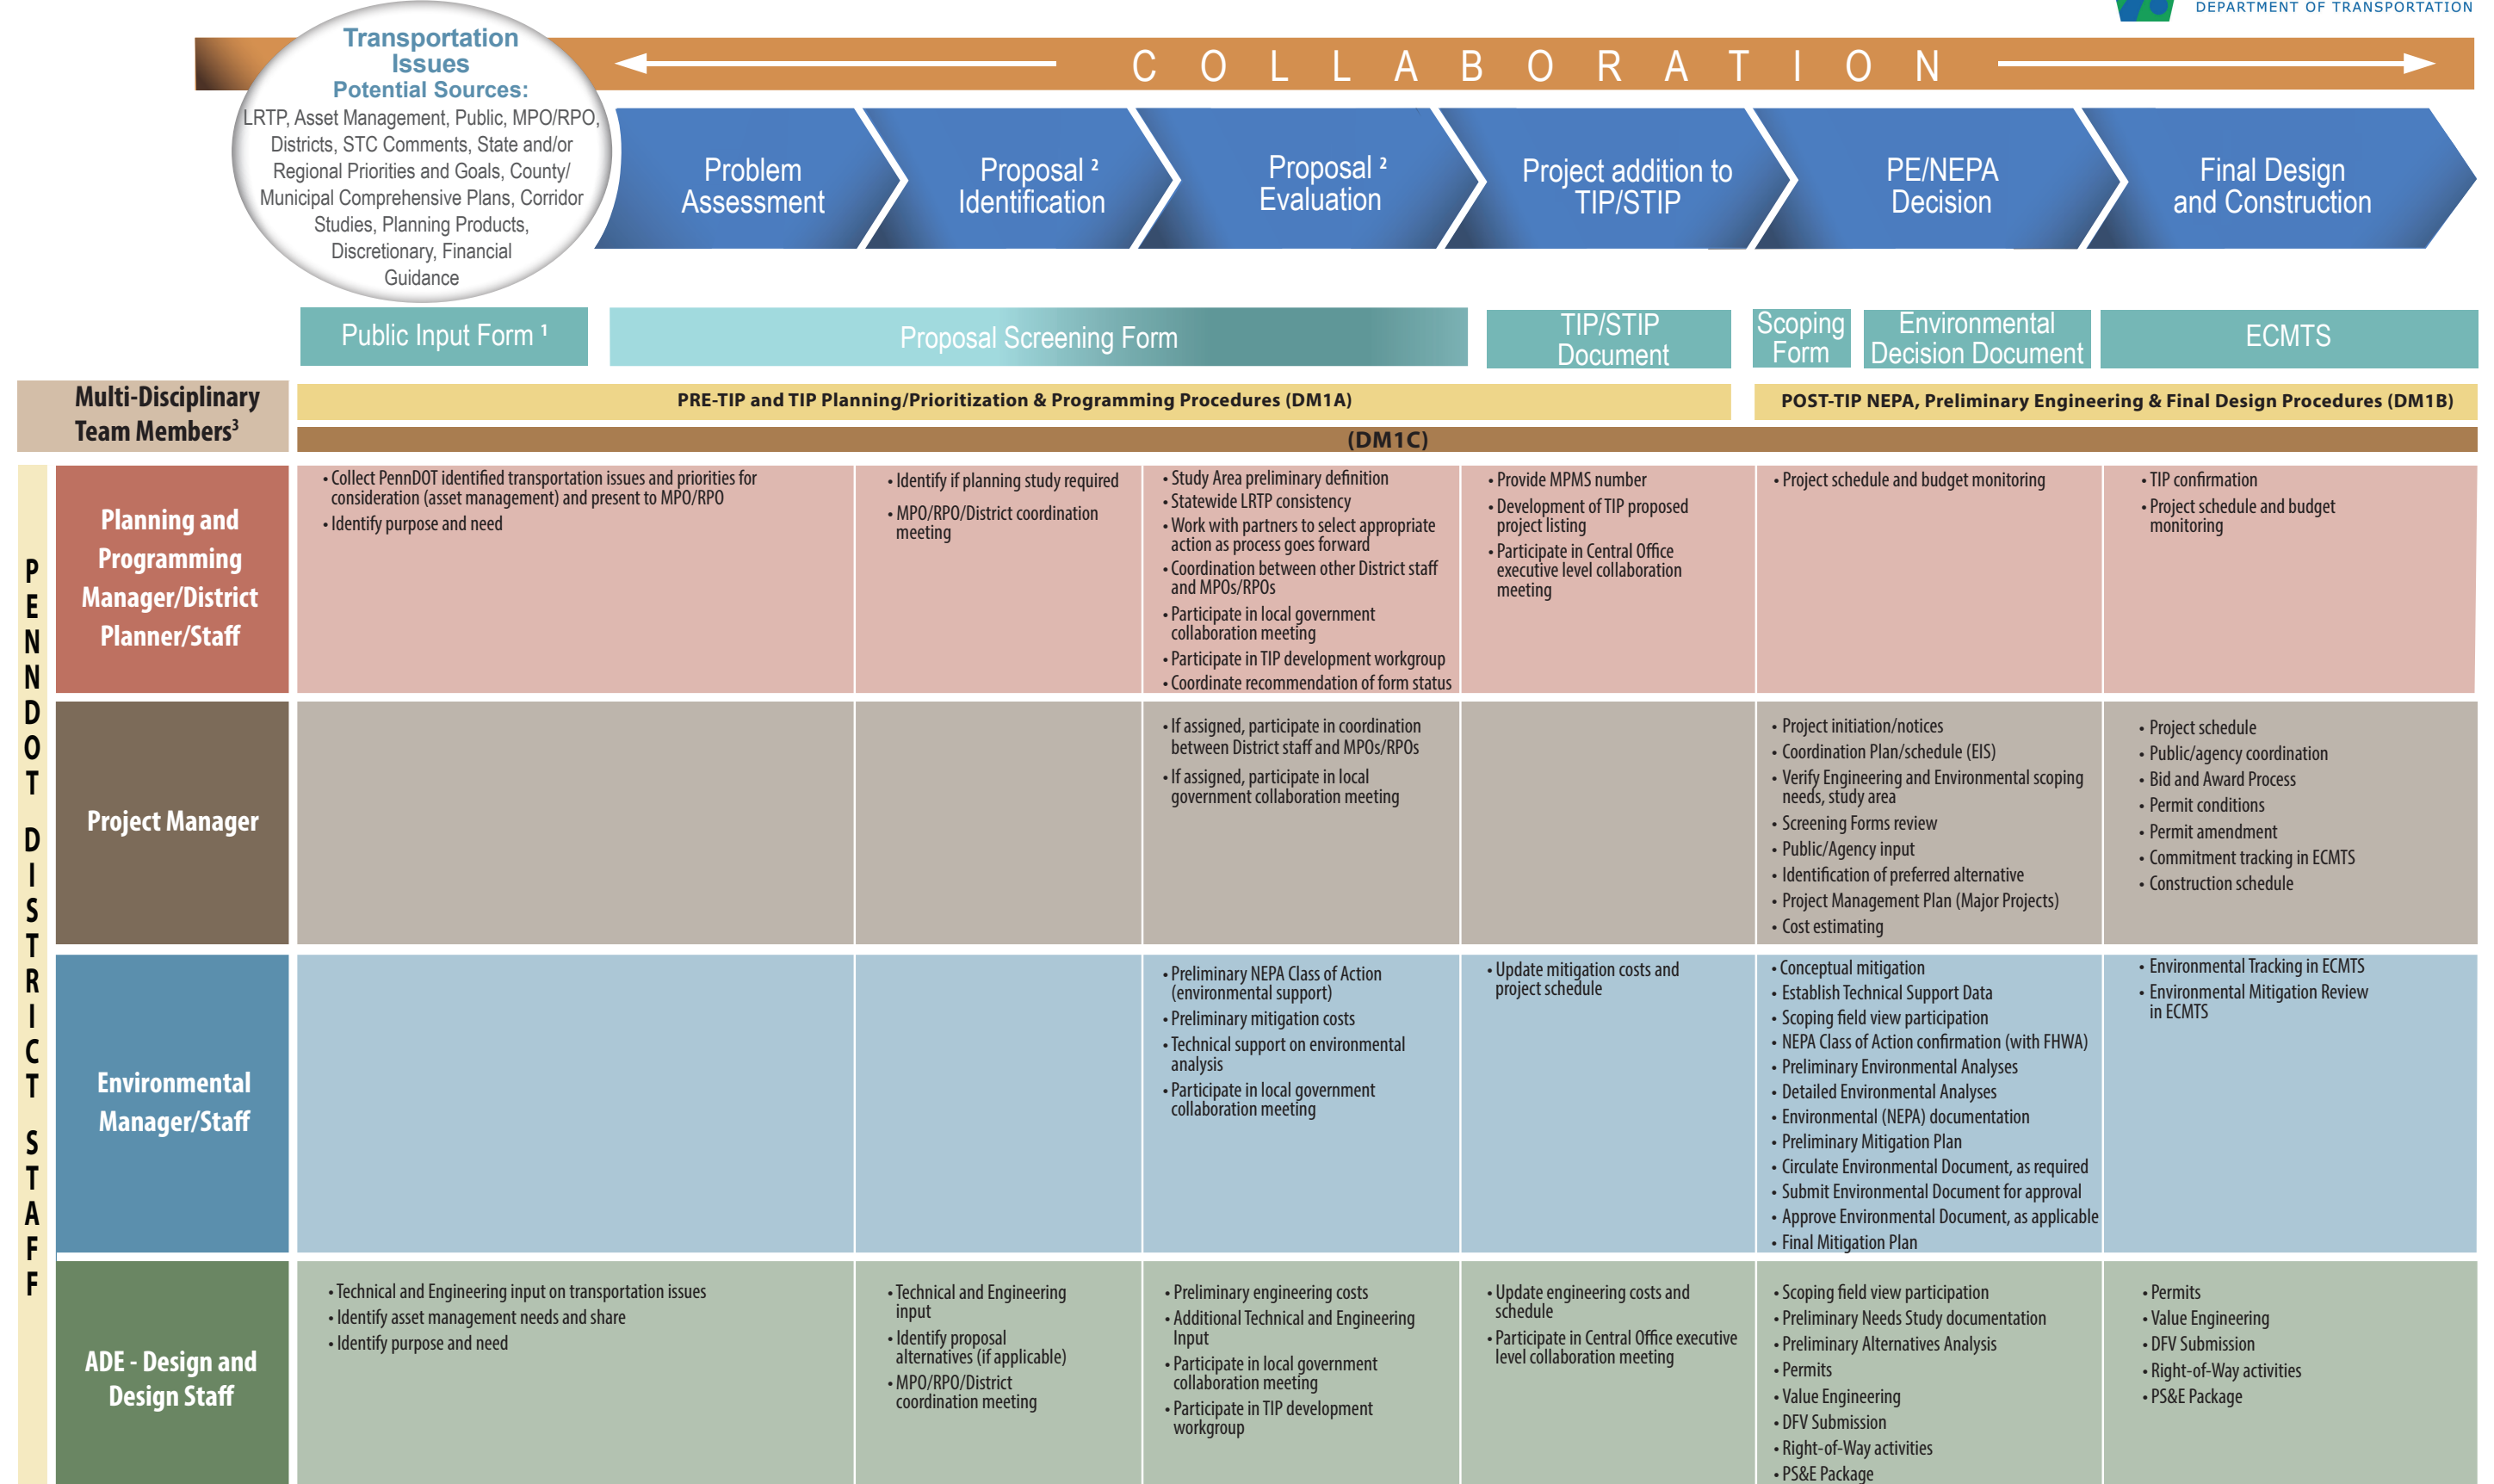 DEPARTMENT OF TRANSPORTATION
Transportation
Issues
Potential Sources:
LRTP, Asset Management, Public, MPO/RPO,
Districts, STC Comments, State and/or
Regional Priorities and Goals, County/
Municipal Comprehensive Plans, Corridor
Studies, Planning Products,
Discretionary, Financial
Guidance
COLLABORATION
Problem
Assessment
Proposal ²
Identification
Proposal ²
Evaluation
Project addition to
TIP/STIP
PE/NEPA
Decision
Final Design
and Construction
Public Input Form ¹
Proposal Screening Form
TIP/STIP
Document
Scoping
Form
Environmental
Decision Document
ECMTS
Multi-Disciplinary
Team Members³
PRE-TIP and TIP Planning/Prioritization & Programming Procedures (DM1A)
POST-TIP NEPA, Preliminary Engineering & Final Design Procedures (DM1B)
(DM1C)
PENNDOT DISTRICT STAFF
Planning and
Programming
Manager/District
Planner/Staff
• Collect PennDOT identified transportation issues and priorities for
consideration (asset management) and present to MPO/RPO
• Identify purpose and need
• Identify if planning study required
• MPO/RPO/District coordination
meeting
• Study Area preliminary definition
• Statewide LRTP consistency
• Work with partners to select appropriate
action as process goes forward
• Coordination between other District staff
and MPOs/RPOs
• Participate in local government
collaboration meeting
• Participate in TIP development workgroup
• Coordinate recommendation of form status
• Provide MPMS number
• Development of TIP proposed
project listing
• Participate in Central Office
executive level collaboration
meeting
• Project schedule and budget monitoring
• TIP confirmation
• Project schedule and budget
monitoring
Project Manager
• If assigned, participate in coordination
between District staff and MPOs/RPOs
• If assigned, participate in local
government collaboration meeting
• Project initiation/notices
• Coordination Plan/schedule (EIS)
• Verify Engineering and Environmental scoping
needs, study area
• Screening Forms review
• Public/Agency input
• Identification of preferred alternative
• Project Management Plan (Major Projects)
• Cost estimating
• Project schedule
• Public/agency coordination
• Bid and Award Process
• Permit conditions
• Permit amendment
• Commitment tracking in ECMTS
• Construction schedule
Environmental
Manager/Staff
• Preliminary NEPA Class of Action
(environmental support)
• Preliminary mitigation costs
• Technical support on environmental
analysis
• Participate in local government
collaboration meeting
• Update mitigation costs and
project schedule
• Conceptual mitigation
• Establish Technical Support Data
• Scoping field view participation
• NEPA Class of Action confirmation (with FHWA)
• Preliminary Environmental Analyses
• Detailed Environmental Analyses
• Environmental (NEPA) documentation
• Preliminary Mitigation Plan
• Circulate Environmental Document, as required
• Submit Environmental Document for approval
• Approve Environmental Document, as applicable
• Final Mitigation Plan
• Environmental Tracking in ECMTS
• Environmental Mitigation Review
in ECMTS
ADE - Design and
Design Staff
• Technical and Engineering input on transportation issues
• Identify asset management needs and share
• Identify purpose and need
• Technical and Engineering
input
• Identify proposal
alternatives (if applicable)
• MPO/RPO/District
coordination meeting
• Preliminary engineering costs
• Additional Technical and Engineering
Input
• Participate in local government
collaboration meeting
• Participate in TIP development
workgroup
• Update engineering costs and
schedule
• Participate in Central Office executive
level collaboration meeting
• Scoping field view participation
• Preliminary Needs Study documentation
• Preliminary Alternatives Analysis
• Permits
• Value Engineering
• DFV Submission
• Right-of-Way activities
• PS&E Package
• Permits
• Value Engineering
• DFV Submission
• Right-of-Way activities
• PS&E Package